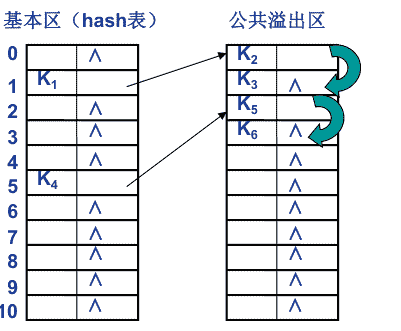 基本区（hash表） 公共溢出区
0 ∧ K₂
1 K₁ K₃ ∧
2 ∧ K₅
3 ∧ K₆ ∧
4 ∧ ∧
5 K₄ ∧
6 ∧ ∧
7 ∧ ∧
8 ∧ ∧
9 ∧ ∧
10 ∧ ∧